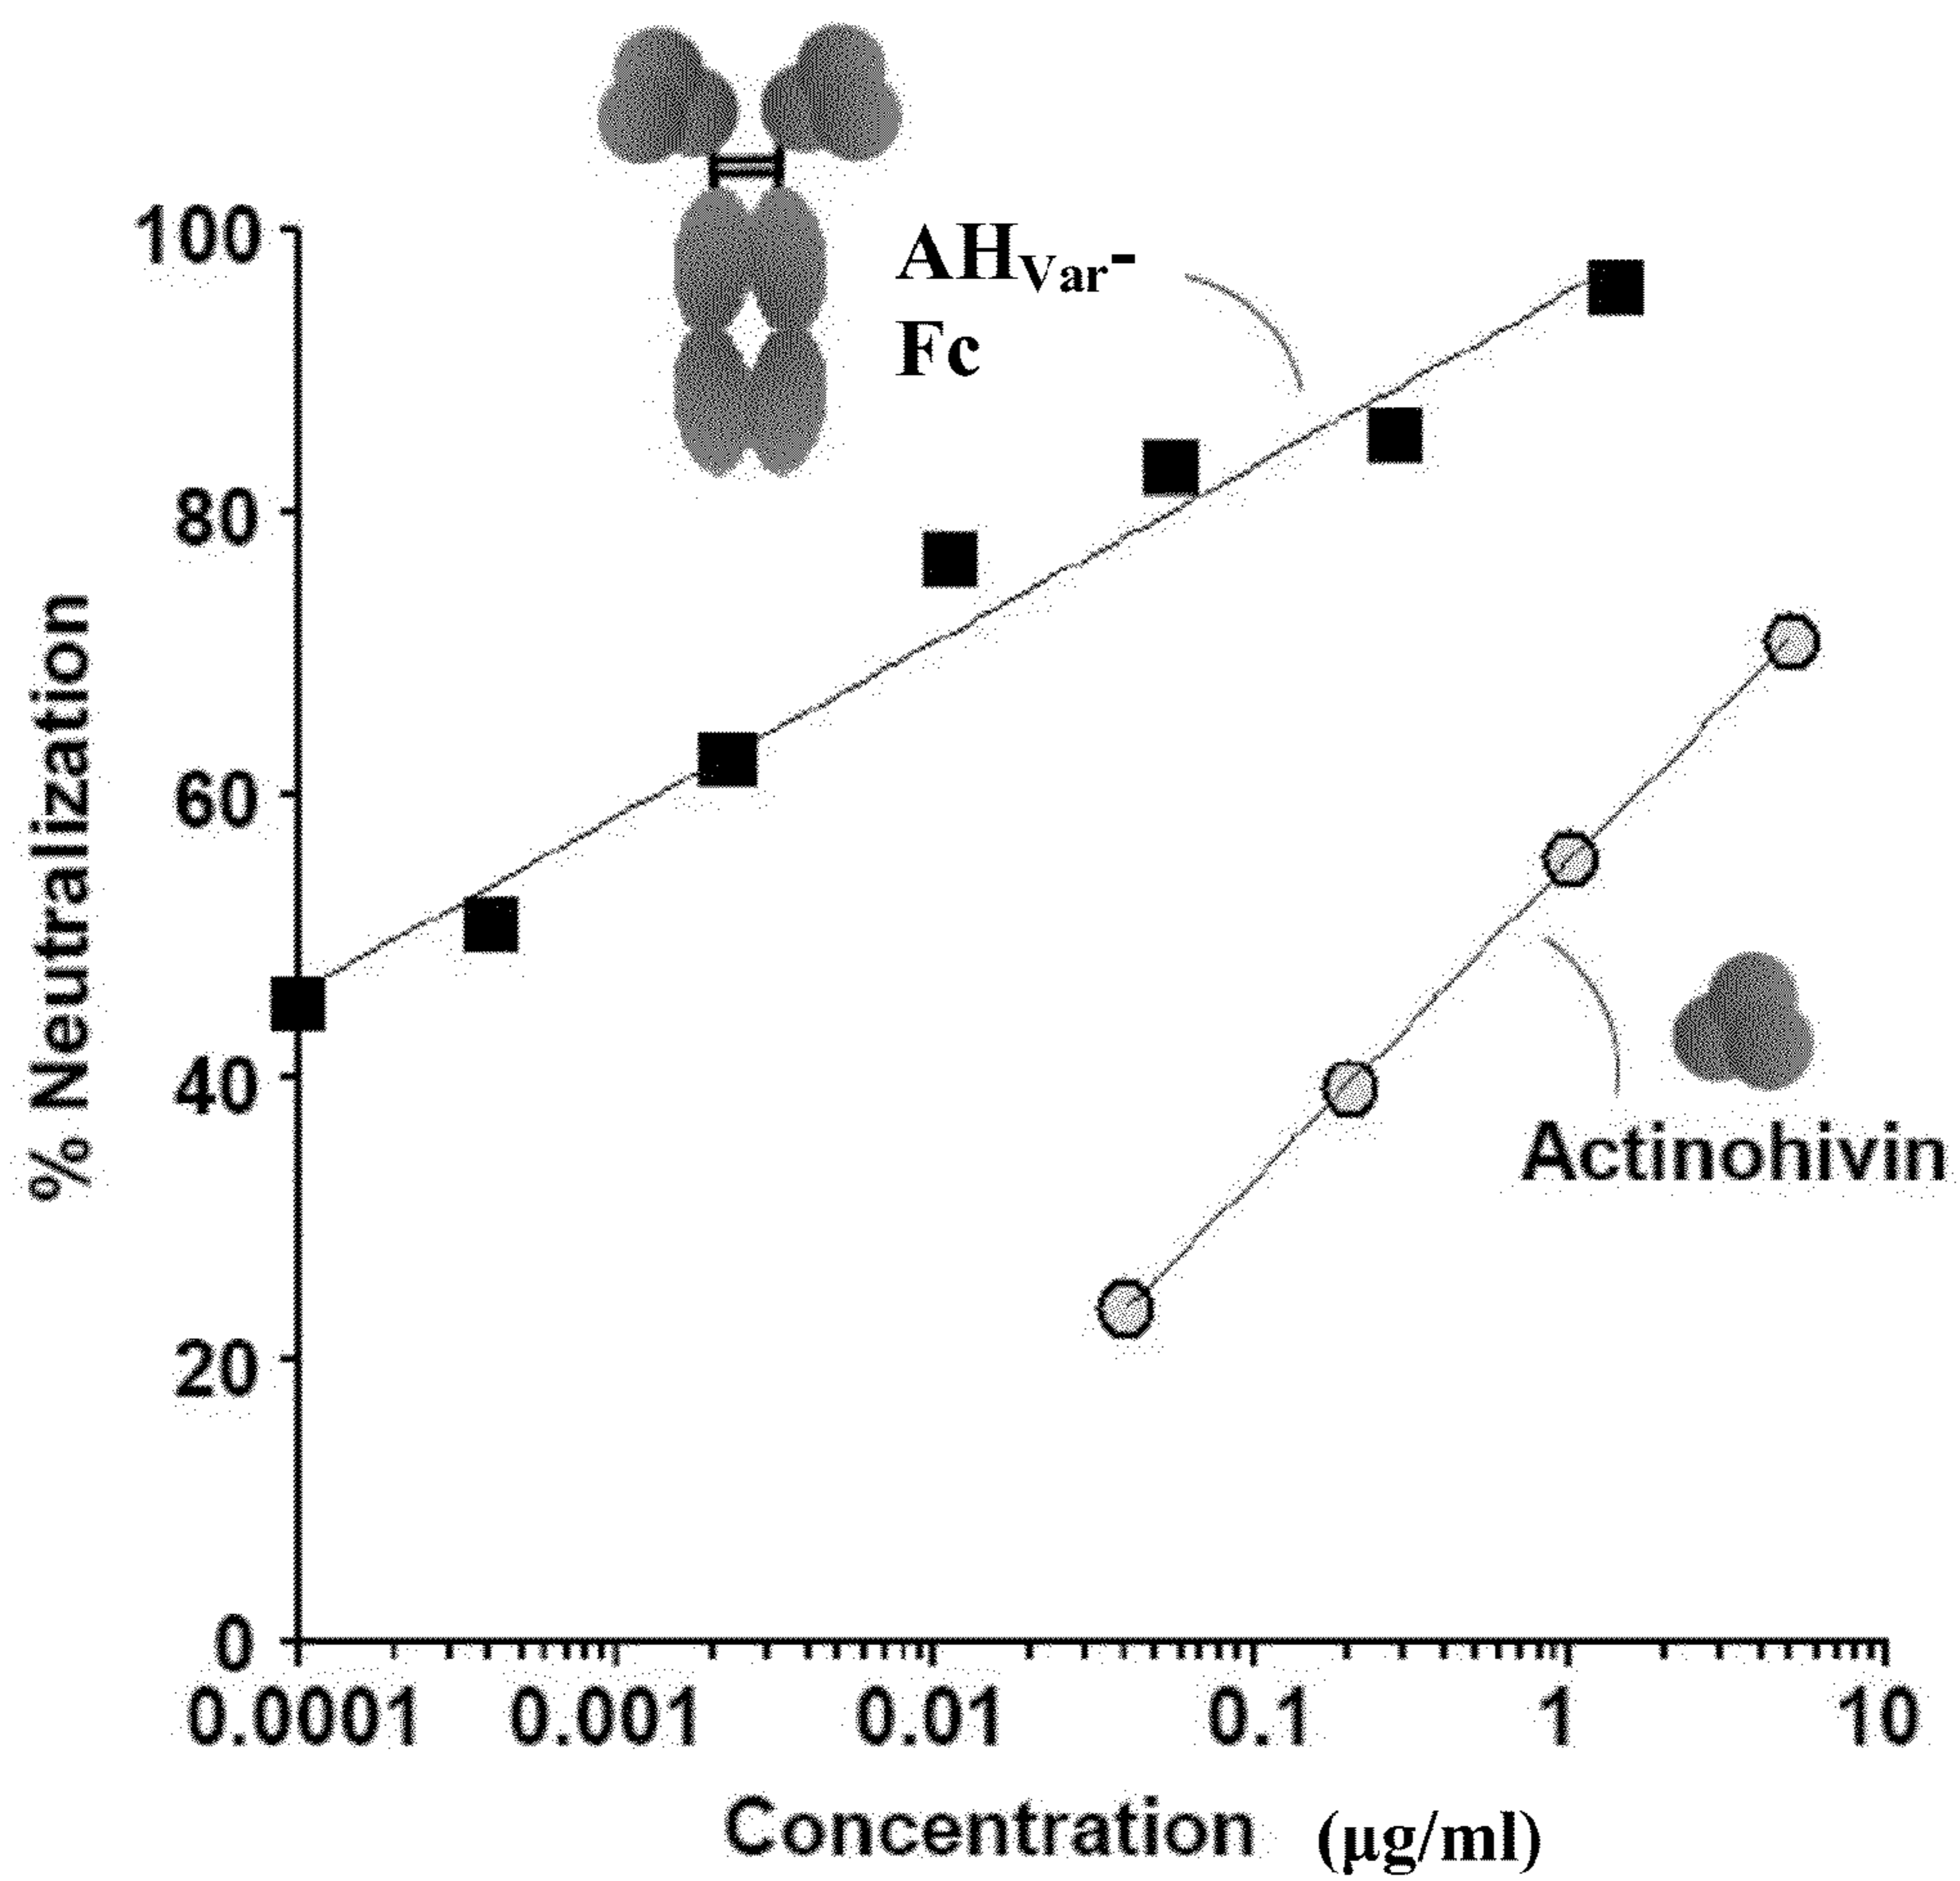 AHVar-
Fc
100
80
60
40
20
0
% Neutralization
Actinohivin
0.0001 0.001 0.01 0.1 1 10
Concentration (µg/ml)